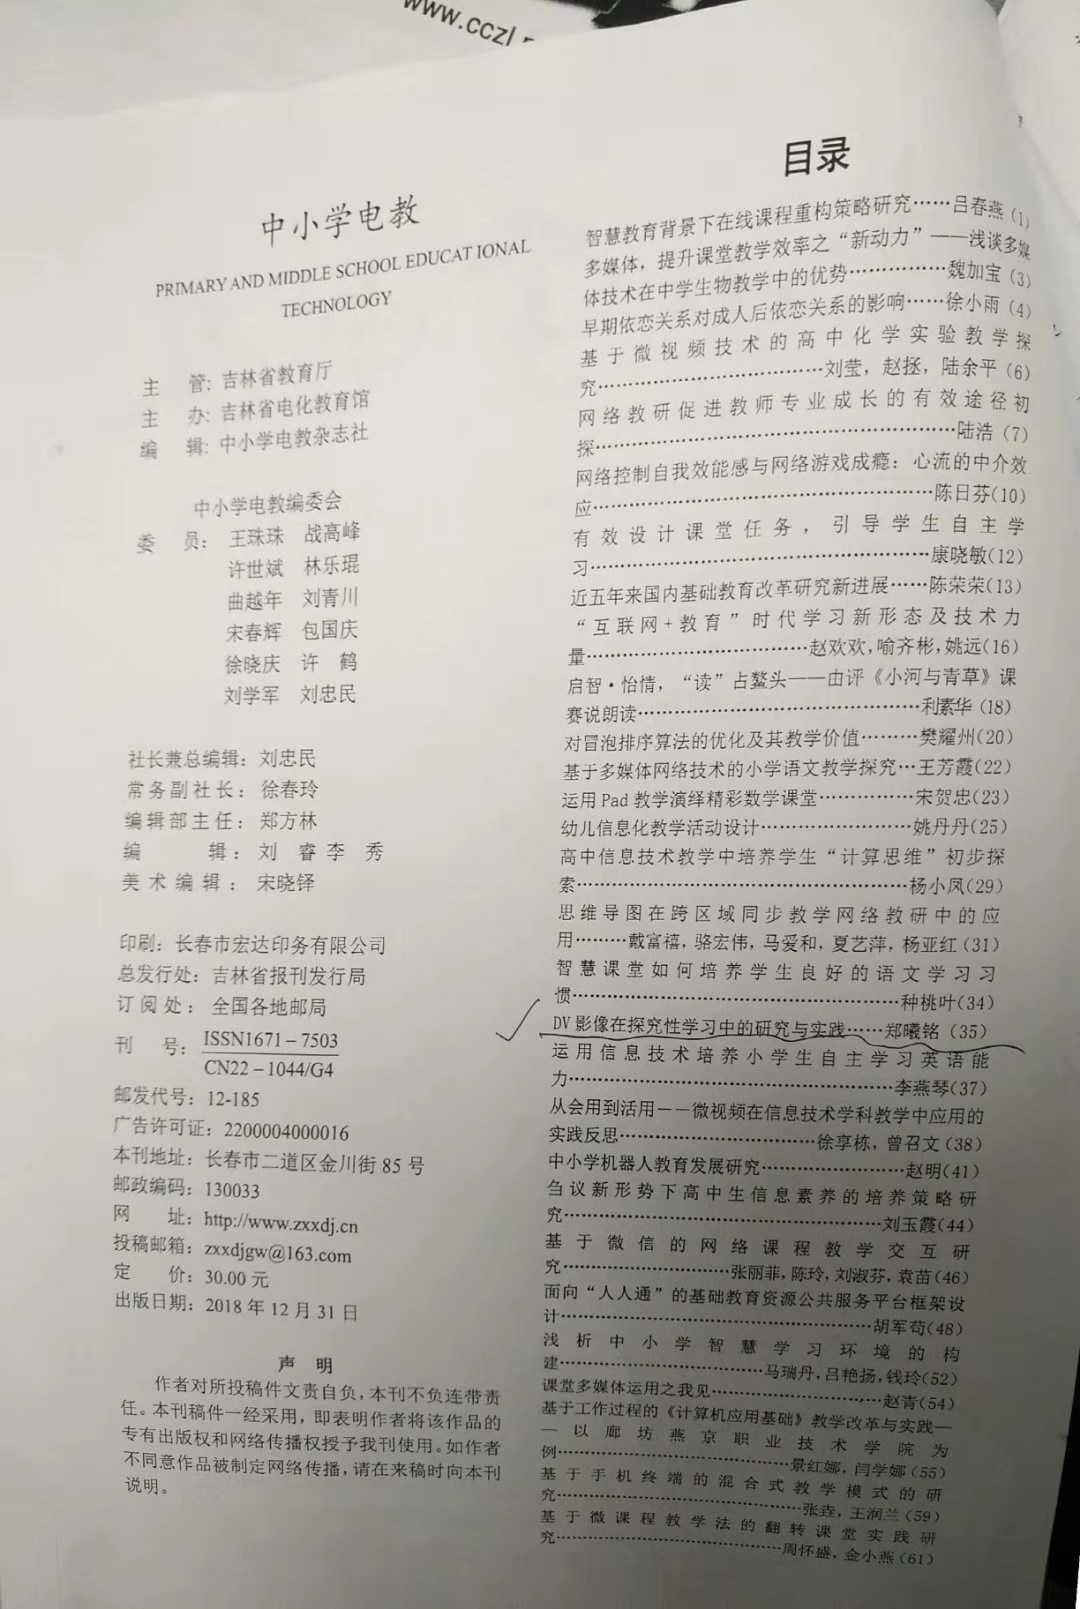 www.cczl
中小学电教
PRIMARY AND MIDDLE SCHOOL EDUCAT IONAL
TECHNOLOGY
主 管：吉林省教育厅
主 办：吉林省电化教育馆
编 辑：中小学电教杂志社
中小学电教编委会
委 员： 王珠珠 战高峰
许世斌 林乐琨
曲越年 刘青川
宋春辉 包国庆
徐晓庆 许 鹤
刘学军 刘忠民
社长兼总编辑：刘忠民
常务副社长：徐春玲
编辑部主任：郑方林
编 辑：刘 睿 李 秀
美术编辑：宋晓铎
印刷：长春市宏达印务有限公司
总发行处：吉林省报刊发行局
订阅处：全国各地邮局
刊 号：ISSN1671－7503
CN22－1044/G4
邮发代号：12-185
广告许可证：2200004000016
本刊地址：长春市二道区金川街 85 号
邮政编码：130033
网 址：http://www.zxxdj.cn
投稿邮箱：zxxdjgw@163.com
定 价：30.00 元
出版日期：2018 年 12 月 31 日
声 明
作者对所投稿件文责自负，本刊不负连带责
任。本刊稿件一经采用，即表明作者将该作品的
专有出版权和网络传播权授予我刊使用。如作者
不同意作品被制定网络传播，请在来稿时向本刊
说明。
目录
智慧教育背景下在线课程重构策略研究……吕春燕（1）
多媒体，提升课堂教学效率之“新动力”——浅谈多媒
体技术在中学生物教学中的优势……………魏加宝（3）
早期依恋关系对成人后依恋关系的影响……徐小雨（4）
基于微视频技术的高中化学实验教学探
究………………………………刘莹，赵拯，陆余平（6）
网络教研促进教师专业成长的有效途径初
探…………………………………………………陆浩（7）
网络控制自我效能感与网络游戏成瘾：心流的中介效
应………………………………………………陈日芬(10）
有效设计课堂任务，引导学生自主学
习………………………………………………康晓敏(12）
近五年来国内基础教育改革研究新进展……陈荣荣(13）
“互联网+教育”时代学习新形态及技术力
量………………………………赵欢欢,喻齐彬,姚远(16）
启智·怡情，“读”占鳌头——由评《小河与青草》课
赛说朗读………………………………………利素华（18）
对冒泡排序算法的优化及其教学价值………樊耀州(20）
基于多媒体网络技术的小学语文教学探究…王芳霞(22）
运用 Pad 教学演绎精彩数学课堂……………宋贺忠(23）
幼儿信息化教学活动设计……………………姚丹丹(25）
高中信息技术教学中培养学生“计算思维”初步探
索………………………………………………杨小凤(29）
思维导图在跨区域同步教学网络教研中的应
用………戴富禧，骆宏伟，马爱和，夏艺萍，杨亚红（31）
智慧课堂如何培养学生良好的语文学习习
惯………………………………………………种桃叶(34）
DV 影像在探究性学习中的研究与实践……郑曦铭（35）
运用信息技术培养小学生自主学习英语能
力………………………………………………李燕琴(37）
从会用到活用——微视频在信息技术学科教学中应用的
实践反思…………………………徐享栋，曾召文（38）
中小学机器人教育发展研究…………………赵明(41）
刍议新形势下高中生信息素养的培养策略研
究………………………………………………刘玉霞(44）
基于微信的网络课程教学交互研
究………………………张丽菲,陈玲,刘淑芬,袁苗(46）
面向“人人通”的基础教育资源公共服务平台框架设
计………………………………………………胡军苟(48）
浅析中小学智慧学习环境的构
建………………………………马瑞丹,吕艳扬,钱玲(52）
课堂多媒体运用之我见………………………赵青(54）
基于工作过程的《计算机应用基础》教学改革与实践—
—以廊坊燕京职业技术学院为
例…………………………………景红娜，闫学娜（55）
基于手机终端的混合式教学模式的研
究……………………………………张垚，王润兰（59）
基于微课程教学法的翻转课堂实践研
究…………………………………周怀盛，金小燕（61）